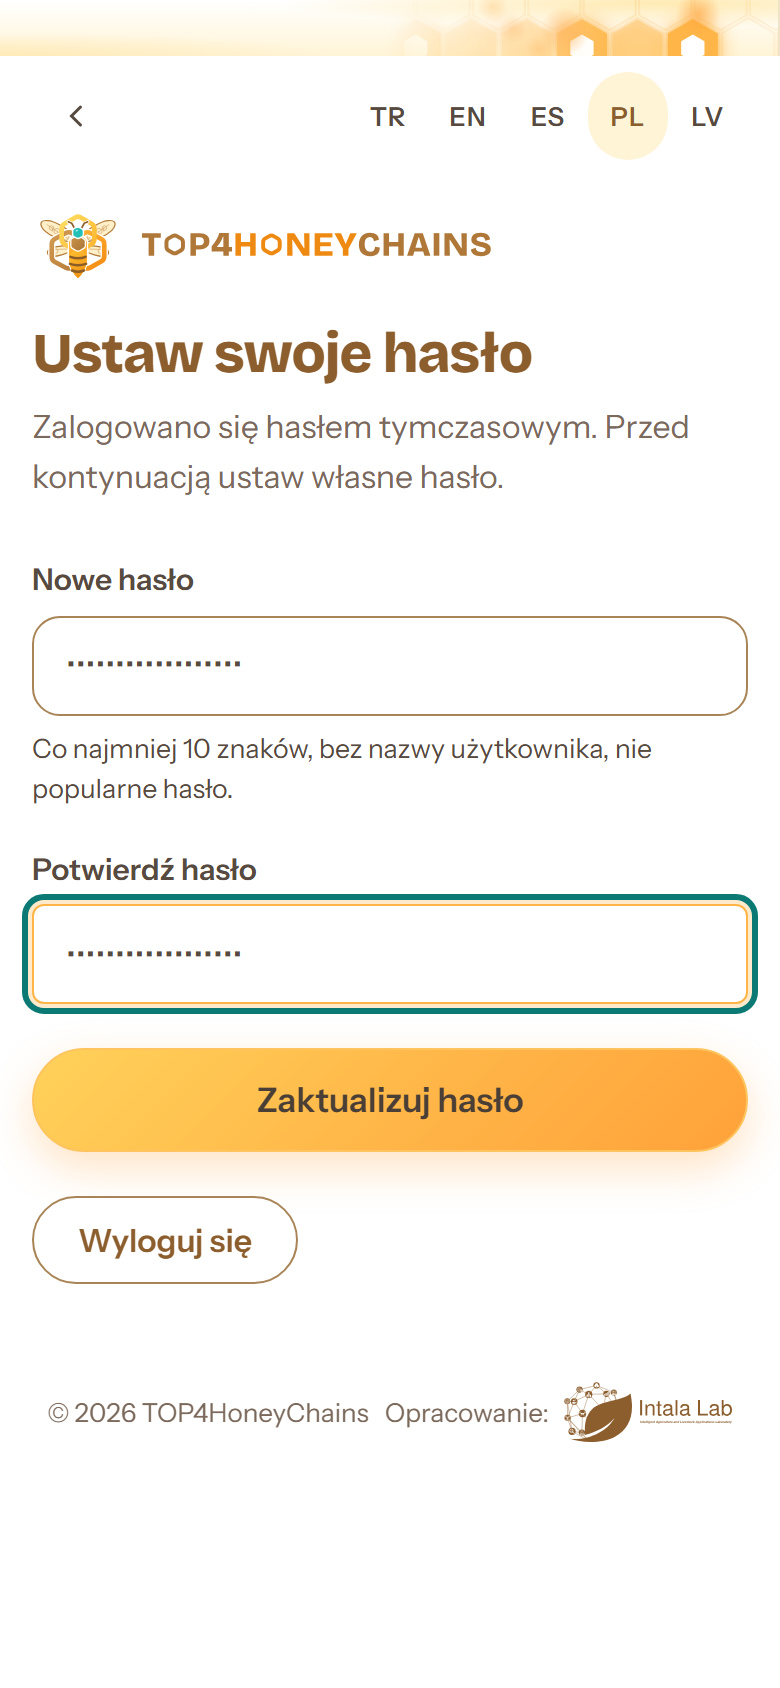 TR EN ES PL LV
TOP4HONEYCHAINS
Ustaw swoje hasło
Zalogowano się hasłem tymczasowym. Przed
kontynuacją ustaw własne hasło.
Nowe hasło
••••••••••••••••••
Co najmniej 10 znaków, bez nazwy użytkownika, nie
popularne hasło.
Potwierdź hasło
••••••••••••••••••
Zaktualizuj hasło
Wyloguj się
© 2026 TOP4HoneyChains Opracowanie: Intala Lab